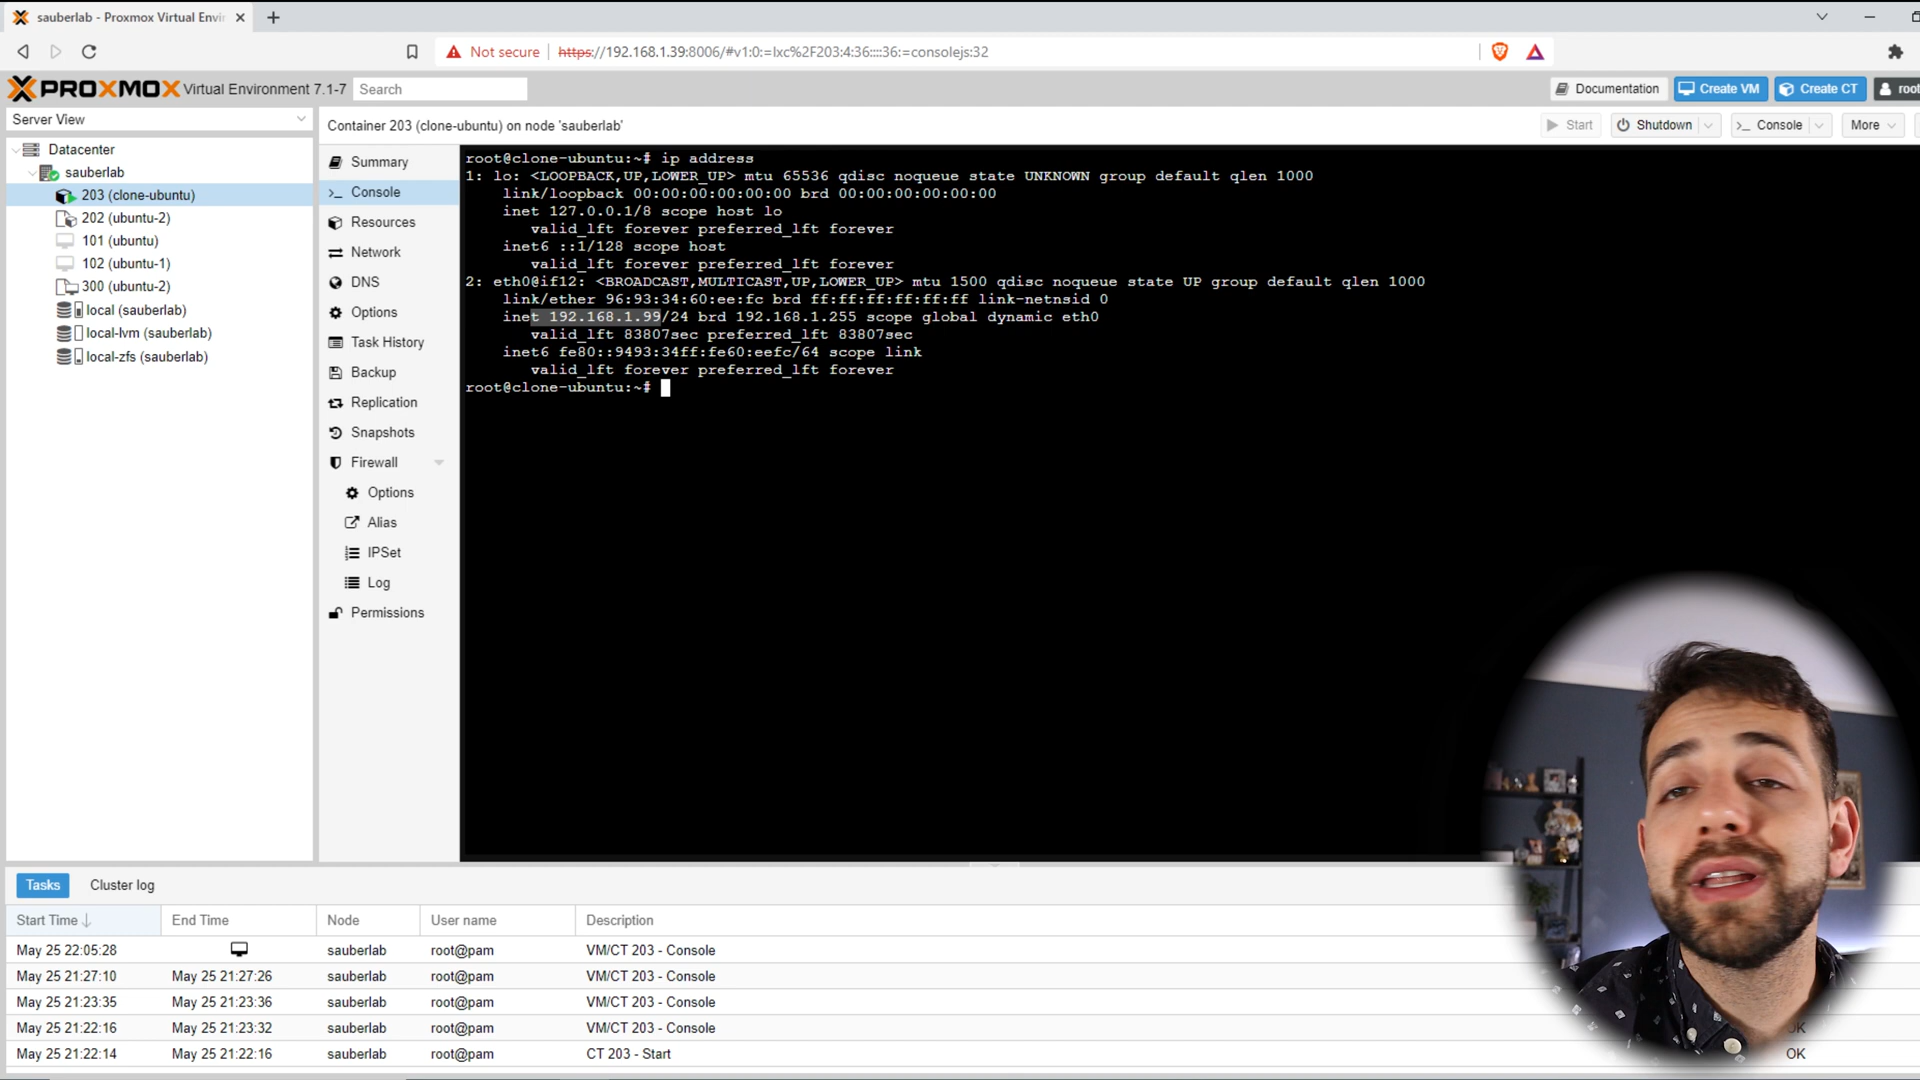 sauberlab - Proxmox Virtual Envir
Not secure
https://192.168.1.39:8006/#v1:0:=lxc%2F203:4:36::::36:=consolejs:32
PROXMOX Virtual Environment 7.1-7
Search
Documentation
Create VM
Create CT
root
Server View
Container 203 (clone-ubuntu) on node 'sauberlab'
Start
Shutdown
Console
More
Datacenter
sauberlab
203 (clone-ubuntu)
202 (ubuntu-2)
101 (ubuntu)
102 (ubuntu-1)
300 (ubuntu-2)
local (sauberlab)
local-lvm (sauberlab)
local-zfs (sauberlab)
Summary
Console
Resources
Network
DNS
Options
Task History
Backup
Replication
Snapshots
Firewall
Options
Alias
IPSet
Log
Permissions
root@clone-ubuntu:~# ip address
1: lo: <LOOPBACK,UP,LOWER_UP> mtu 65536 qdisc noqueue state UNKNOWN group default qlen 1000
link/loopback 00:00:00:00:00:00 brd 00:00:00:00:00:00
inet 127.0.0.1/8 scope host lo
valid_lft forever preferred_lft forever
inet6 ::1/128 scope host
valid_lft forever preferred_lft forever
2: eth0@if12: <BROADCAST,MULTICAST,UP,LOWER_UP> mtu 1500 qdisc noqueue state UP group default qlen 1000
link/ether 96:93:34:60:ee:fc brd ff:ff:ff:ff:ff:ff link-netnsid 0
inet 192.168.1.99/24 brd 192.168.1.255 scope global dynamic eth0
valid_lft 83807sec preferred_lft 83807sec
inet6 fe80::9493:34ff:fe60:eefc/64 scope link
valid_lft forever preferred_lft forever
root@clone-ubuntu:~#
Tasks
Cluster log
Start Time End Time Node User name Description
May 25 22:05:28 sauberlab root@pam VM/CT 203 - Console
May 25 21:27:10 May 25 21:27:26 sauberlab root@pam VM/CT 203 - Console
May 25 21:23:35 May 25 21:23:36 sauberlab root@pam VM/CT 203 - Console
May 25 21:22:16 May 25 21:23:32 sauberlab root@pam VM/CT 203 - Console OK
May 25 21:22:14 May 25 21:22:16 sauberlab root@pam CT 203 - Start OK